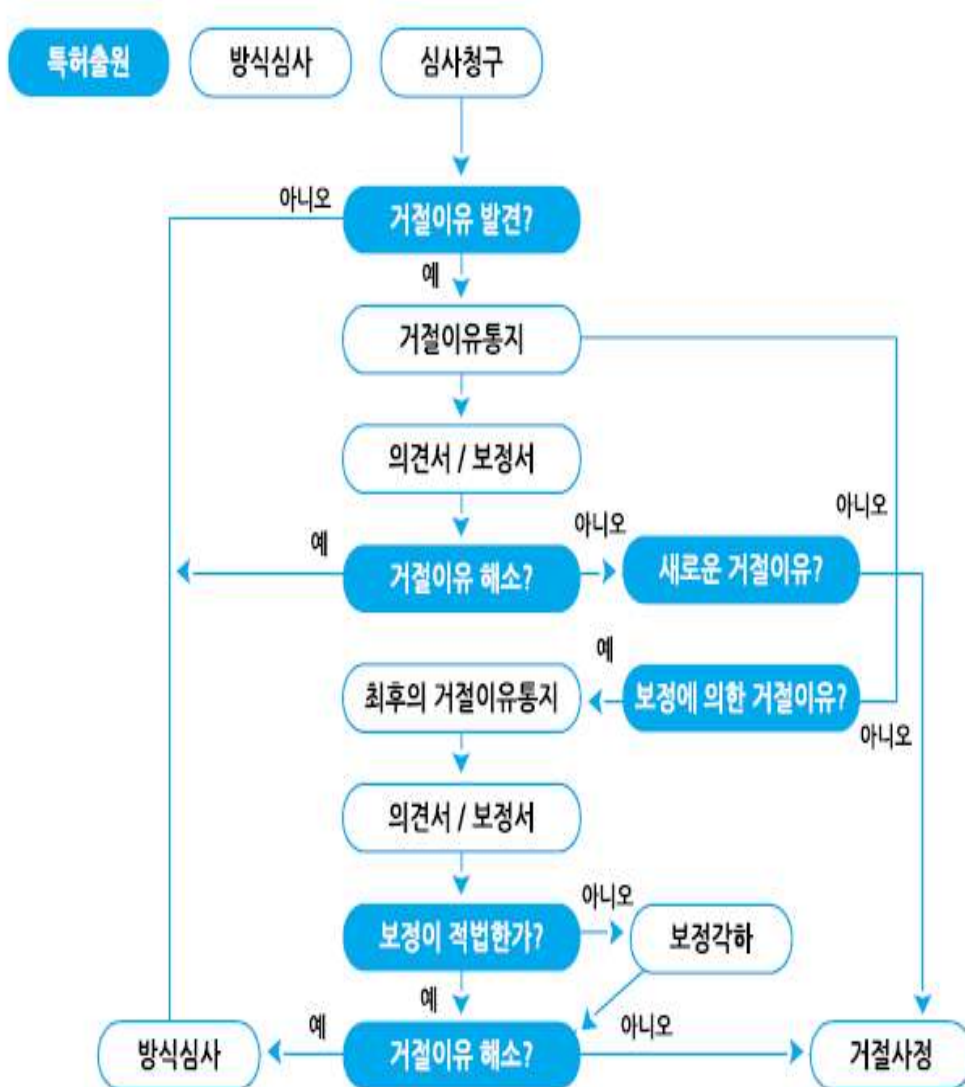 특허출원
방식심사
심사청구
아니오
거절이유 발견?
예
거절이유통지
의견서 / 보정서
아니오
아니오
예
거절이유 해소?
새로운 거절이유?
예
최후의 거절이유통지
보정에 의한 거절이유?
아니오
의견서 / 보정서
아니오
보정이 적법한가?
보정각하
예
예
아니오
방식심사
거절이유 해소?
거절사정